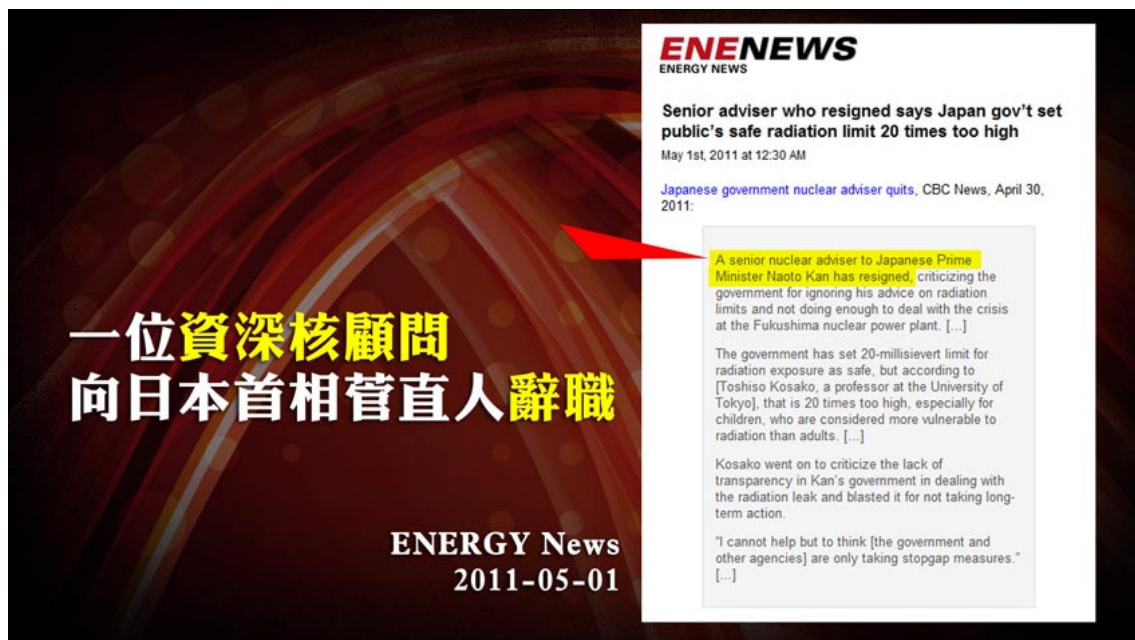 一位資深核顧問
向日本首相菅直人辭職
ENERGY News
2011-05-01
ENENEWS
ENERGY NEWS
Senior adviser who resigned says Japan gov't set
public's safe radiation limit 20 times too high
May 1st, 2011 at 12:30 AM
Japanese government nuclear adviser quits, CBC News, April 30,
2011:
A senior nuclear adviser to Japanese Prime
Minister Naoto Kan has resigned, criticizing the
government for ignoring his advice on radiation
limits and not doing enough to deal with the crisis
at the Fukushima nuclear power plant. [...]
The government has set 20-millisievert limit for
radiation exposure as safe, but according to
[Toshiso Kosako, a professor at the University of
Tokyo], that is 20 times too high, especially for
children, who are considered more vulnerable to
radiation than adults. [...]
Kosako went on to criticize the lack of
transparency in Kan's government in dealing with
the radiation leak and blasted it for not taking long-
term action.
"I cannot help but to think [the government and
other agencies] are only taking stopgap measures."
[...]